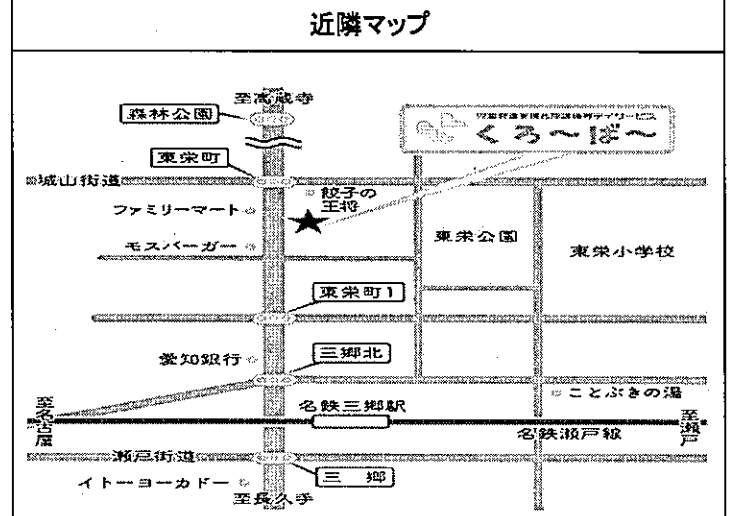 近隣マップ
至高蔵寺
森林公園
くろ〜ば〜
東栄町
城山街道
餃子の
王将
ファミリーマート
モスバーガー
東栄公園
東栄小学校
東栄町1
愛知銀行
三郷北
ことぶきの湯
至名古屋
名鉄三郷駅
至瀬戸
名鉄瀬戸線
瀬戸街道
三 郷
イトーヨーカドー
至長久手